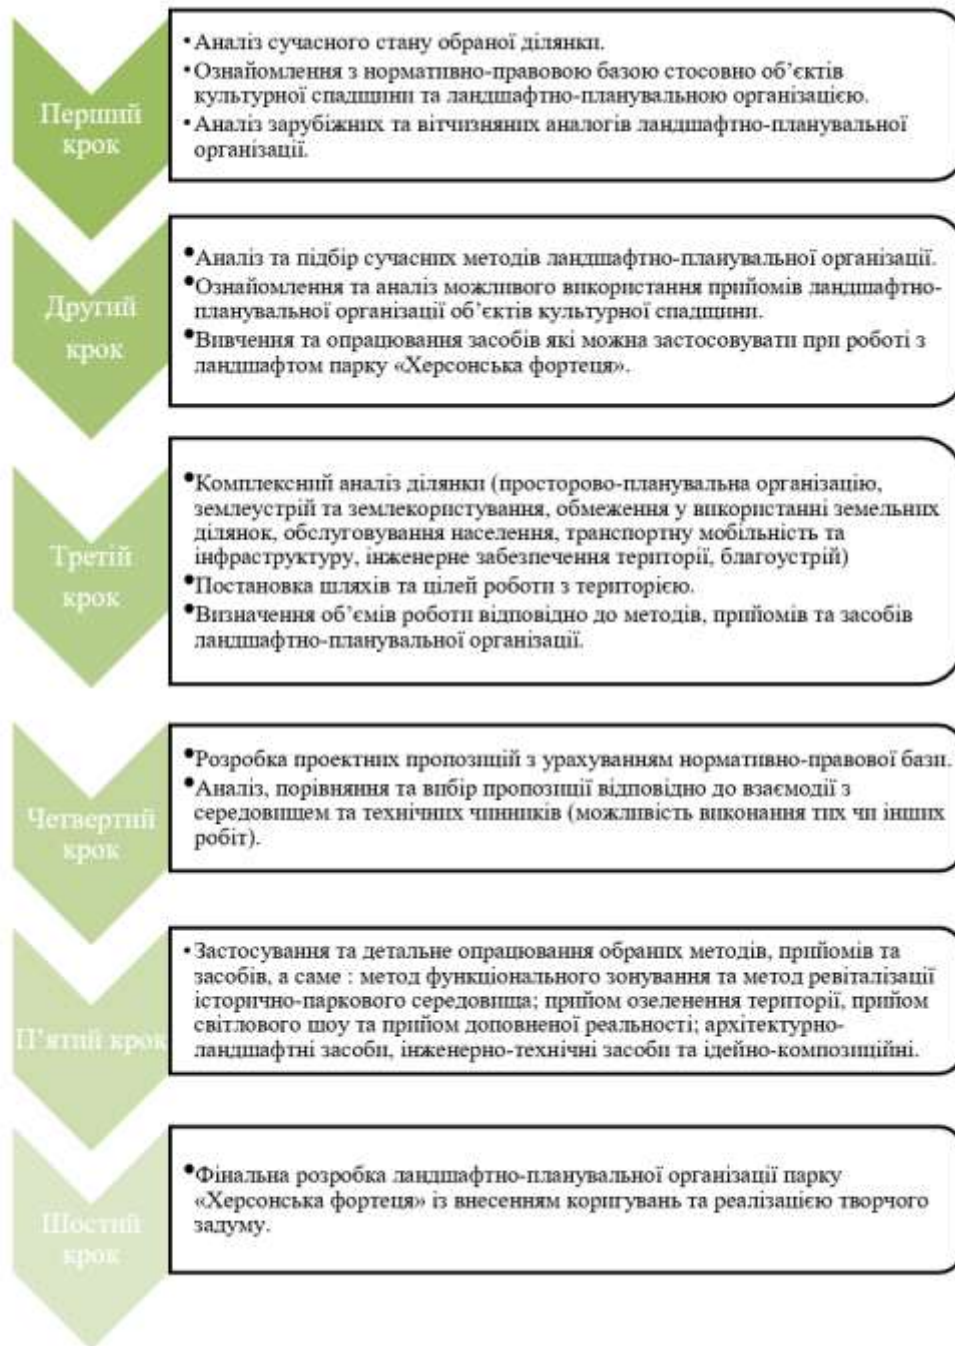 Перший
крок
• Аналіз сучасного стану обраної ділянки.
• Ознайомлення з нормативно-правовою базою стосовно об’єктів
культурної спадщини та ландшафтно-планувальною організацією.
• Аналіз зарубіжних та вітчизняних аналогів ландшафтно-планувальної
організації.
Другий
крок
• Аналіз та підбір сучасних методів ландшафтно-планувальної організації.
• Ознайомлення та аналіз можливого використання прийомів ландшафтно-
планувальної організації об’єктів культурної спадщини.
• Вивчення та опрацювання засобів які можна застосовувати при роботі з
ландшафтом парку «Херсонська фортеця».
Третій
крок
• Комплексний аналіз ділянки (просторово-планувальна організацію,
землеустрій та землекористування, обмеження у використанні земельних
ділянок, обслуговування населення, транспортну мобільність та
інфраструктуру, інженерне забезпечення території, благоустрій)
• Постановка шляхів та цілей роботи з територією.
• Визначення об’ємів роботи відповідно до методів, прийомів та засобів
ландшафтно-планувальної організації.
Четвертий
крок
• Розробка проектних пропозицій з урахуванням нормативно-правової бази.
• Аналіз, порівняння та вибір пропозиції відповідно до взаємодії з
середовищем та технічних чинників (можливість виконання тих чи інших
робіт).
П’ятий крок
• Застосування та детальне опрацювання обраних методів, прийомів та
засобів, а саме : метод функціонального зонування та метод ревіталізації
історично-паркового середовища; прийом озеленення території, прийом
світлового шоу та прийом доповненої реальності; архітектурно-
ландшафтні засоби, інженерно-технічні засоби та ідейно-композиційні.
Шостий
крок
• Фінальна розробка ландшафтно-планувальної організації парку
«Херсонська фортеця» із внесенням коригувань та реалізацією творчого
задуму.